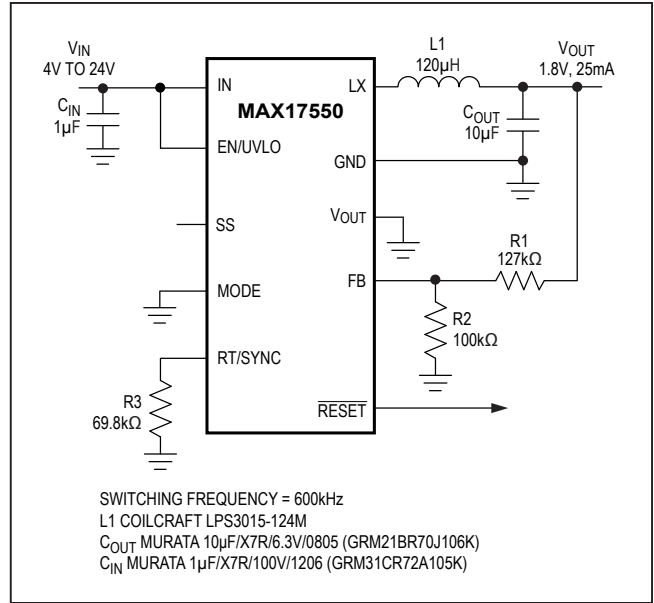 VIN
4V TO 24V
CIN
1µF
IN
EN/UVLO
SS
MODE
RT/SYNC
R3
69.8kΩ
MAX17550
LX
GND
VOUT
FB
RESET
L1
120µH
VOUT
1.8V, 25mA
COUT
10µF
R1
127kΩ
R2
100kΩ
SWITCHING FREQUENCY = 600kHz
L1 COILCRAFT LPS3015-124M
COUT MURATA 10µF/X7R/6.3V/0805 (GRM21BR70J106K)
CIN MURATA 1µF/X7R/100V/1206 (GRM31CR72A105K)